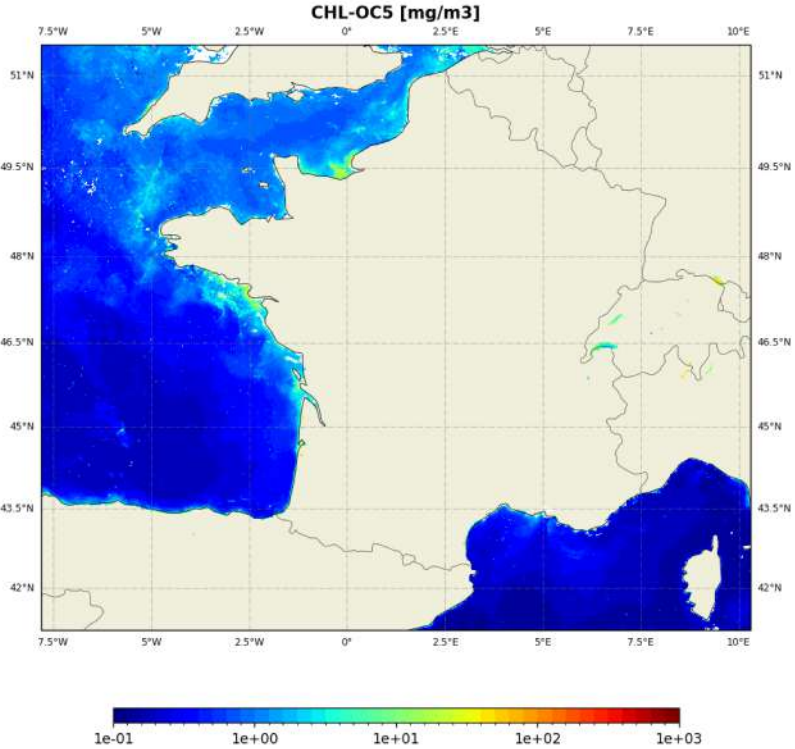 CHL-OC5 [mg/m3]
7.5°W 5°W 2.5°W 0° 2.5°E 5°E 7.5°E 10°E
51°N 51°N
49.5°N 49.5°N
48°N 48°N
46.5°N 46.5°N
45°N 45°N
43.5°N 43.5°N
42°N 42°N
7.5°W 5°W 2.5°W 0° 2.5°E 5°E 7.5°E 10°E
1e-01 1e+00 1e+01 1e+02 1e+03